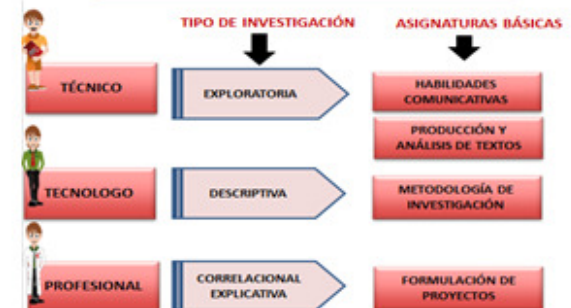 TIPO DE INVESTIGACIÓN
ASIGNATURAS BÁSICAS
TÉCNICO
EXPLORATORIA
HABILIDADES
COMUNICATIVAS
PRODUCCIÓN Y
ANÁLISIS DE TEXTOS
TECNOLOGO
DESCRIPTIVA
METODOLOGÍA DE
INVESTIGACIÓN
PROFESIONAL
CORRELACIONAL
EXPLICATIVA
FORMULACIÓN DE
PROYECTOS